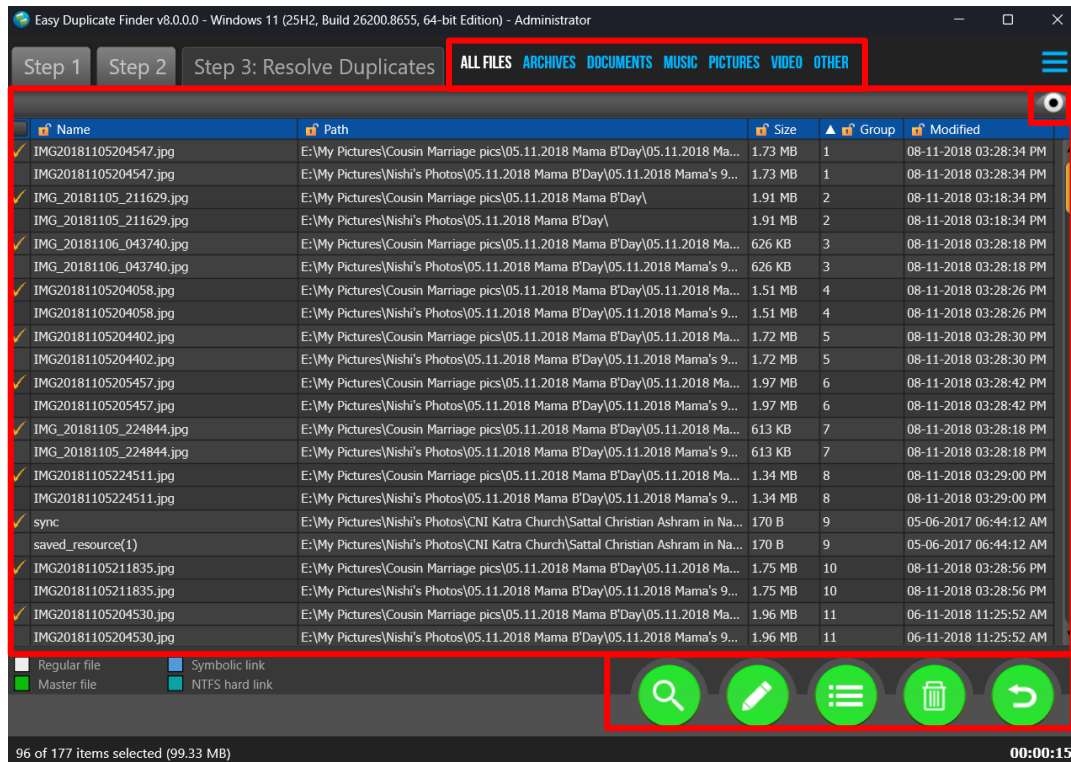 Easy Duplicate Finder v8.0.0.0 - Windows 11 (25H2, Build 26200.8655, 64-bit Edition) - Administrator
Step 1 Step 2 Step 3: Resolve Duplicates ALL FILES ARCHIVES DOCUMENTS MUSIC PICTURES VIDEO OTHER
Name Path Size Group Modified
IMG20181105204547.jpg E:\My Pictures\Cousin Marriage pics\05.11.2018 Mama B'Day\05.11.2018 Ma... 1.73 MB 1 08-11-2018 03:28:34 PM
IMG20181105204547.jpg E:\My Pictures\Nishi's Photos\05.11.2018 Mama B'Day\05.11.2018 Mama's 9... 1.73 MB 1 08-11-2018 03:28:34 PM
IMG_20181105_211629.jpg E:\My Pictures\Cousin Marriage pics\05.11.2018 Mama B'Day\ 1.91 MB 2 08-11-2018 03:18:34 PM
IMG_20181105_211629.jpg E:\My Pictures\Nishi's Photos\05.11.2018 Mama B'Day\ 1.91 MB 2 08-11-2018 03:18:34 PM
IMG_20181106_043740.jpg E:\My Pictures\Cousin Marriage pics\05.11.2018 Mama B'Day\05.11.2018 Ma... 626 KB 3 08-11-2018 03:28:18 PM
IMG_20181106_043740.jpg E:\My Pictures\Nishi's Photos\05.11.2018 Mama B'Day\05.11.2018 Mama's 9... 626 KB 3 08-11-2018 03:28:18 PM
IMG20181105204058.jpg E:\My Pictures\Cousin Marriage pics\05.11.2018 Mama B'Day\05.11.2018 Ma... 1.51 MB 4 08-11-2018 03:28:26 PM
IMG20181105204058.jpg E:\My Pictures\Nishi's Photos\05.11.2018 Mama B'Day\05.11.2018 Mama's 9... 1.51 MB 4 08-11-2018 03:28:26 PM
IMG20181105204402.jpg E:\My Pictures\Cousin Marriage pics\05.11.2018 Mama B'Day\05.11.2018 Ma... 1.72 MB 5 08-11-2018 03:28:30 PM
IMG20181105204402.jpg E:\My Pictures\Nishi's Photos\05.11.2018 Mama B'Day\05.11.2018 Mama's 9... 1.72 MB 5 08-11-2018 03:28:30 PM
IMG20181105205457.jpg E:\My Pictures\Cousin Marriage pics\05.11.2018 Mama B'Day\05.11.2018 Ma... 1.97 MB 6 08-11-2018 03:28:42 PM
IMG20181105205457.jpg E:\My Pictures\Nishi's Photos\05.11.2018 Mama B'Day\05.11.2018 Mama's 9... 1.97 MB 6 08-11-2018 03:28:42 PM
IMG_20181105_224844.jpg E:\My Pictures\Cousin Marriage pics\05.11.2018 Mama B'Day\05.11.2018 Ma... 613 KB 7 08-11-2018 03:28:18 PM
IMG_20181105_224844.jpg E:\My Pictures\Nishi's Photos\05.11.2018 Mama B'Day\05.11.2018 Mama's 9... 613 KB 7 08-11-2018 03:28:18 PM
IMG20181105224511.jpg E:\My Pictures\Cousin Marriage pics\05.11.2018 Mama B'Day\05.11.2018 Ma... 1.34 MB 8 08-11-2018 03:29:00 PM
IMG20181105224511.jpg E:\My Pictures\Nishi's Photos\05.11.2018 Mama B'Day\05.11.2018 Mama's 9... 1.34 MB 8 08-11-2018 03:29:00 PM
sync E:\My Pictures\Nishi's Photos\CNI Katra Church\Sattal Christian Ashram in Na... 170 B 9 05-06-2017 06:44:12 AM
saved_resource(1) E:\My Pictures\Nishi's Photos\CNI Katra Church\Sattal Christian Ashram in Na... 170 B 9 05-06-2017 06:44:12 AM
IMG20181105211835.jpg E:\My Pictures\Cousin Marriage pics\05.11.2018 Mama B'Day\05.11.2018 Ma... 1.75 MB 10 08-11-2018 03:28:56 PM
IMG20181105211835.jpg E:\My Pictures\Nishi's Photos\05.11.2018 Mama B'Day\05.11.2018 Mama's 9... 1.75 MB 10 08-11-2018 03:28:56 PM
IMG20181105204530.jpg E:\My Pictures\Cousin Marriage pics\05.11.2018 Mama B'Day\05.11.2018 Ma... 1.96 MB 11 06-11-2018 11:25:52 AM
IMG20181105204530.jpg E:\My Pictures\Nishi's Photos\05.11.2018 Mama B'Day\05.11.2018 Mama's 9... 1.96 MB 11 06-11-2018 11:25:52 AM
Regular file Symbolic link
Master file NTFS hard link
96 of 177 items selected (99.33 MB) 00:00:15